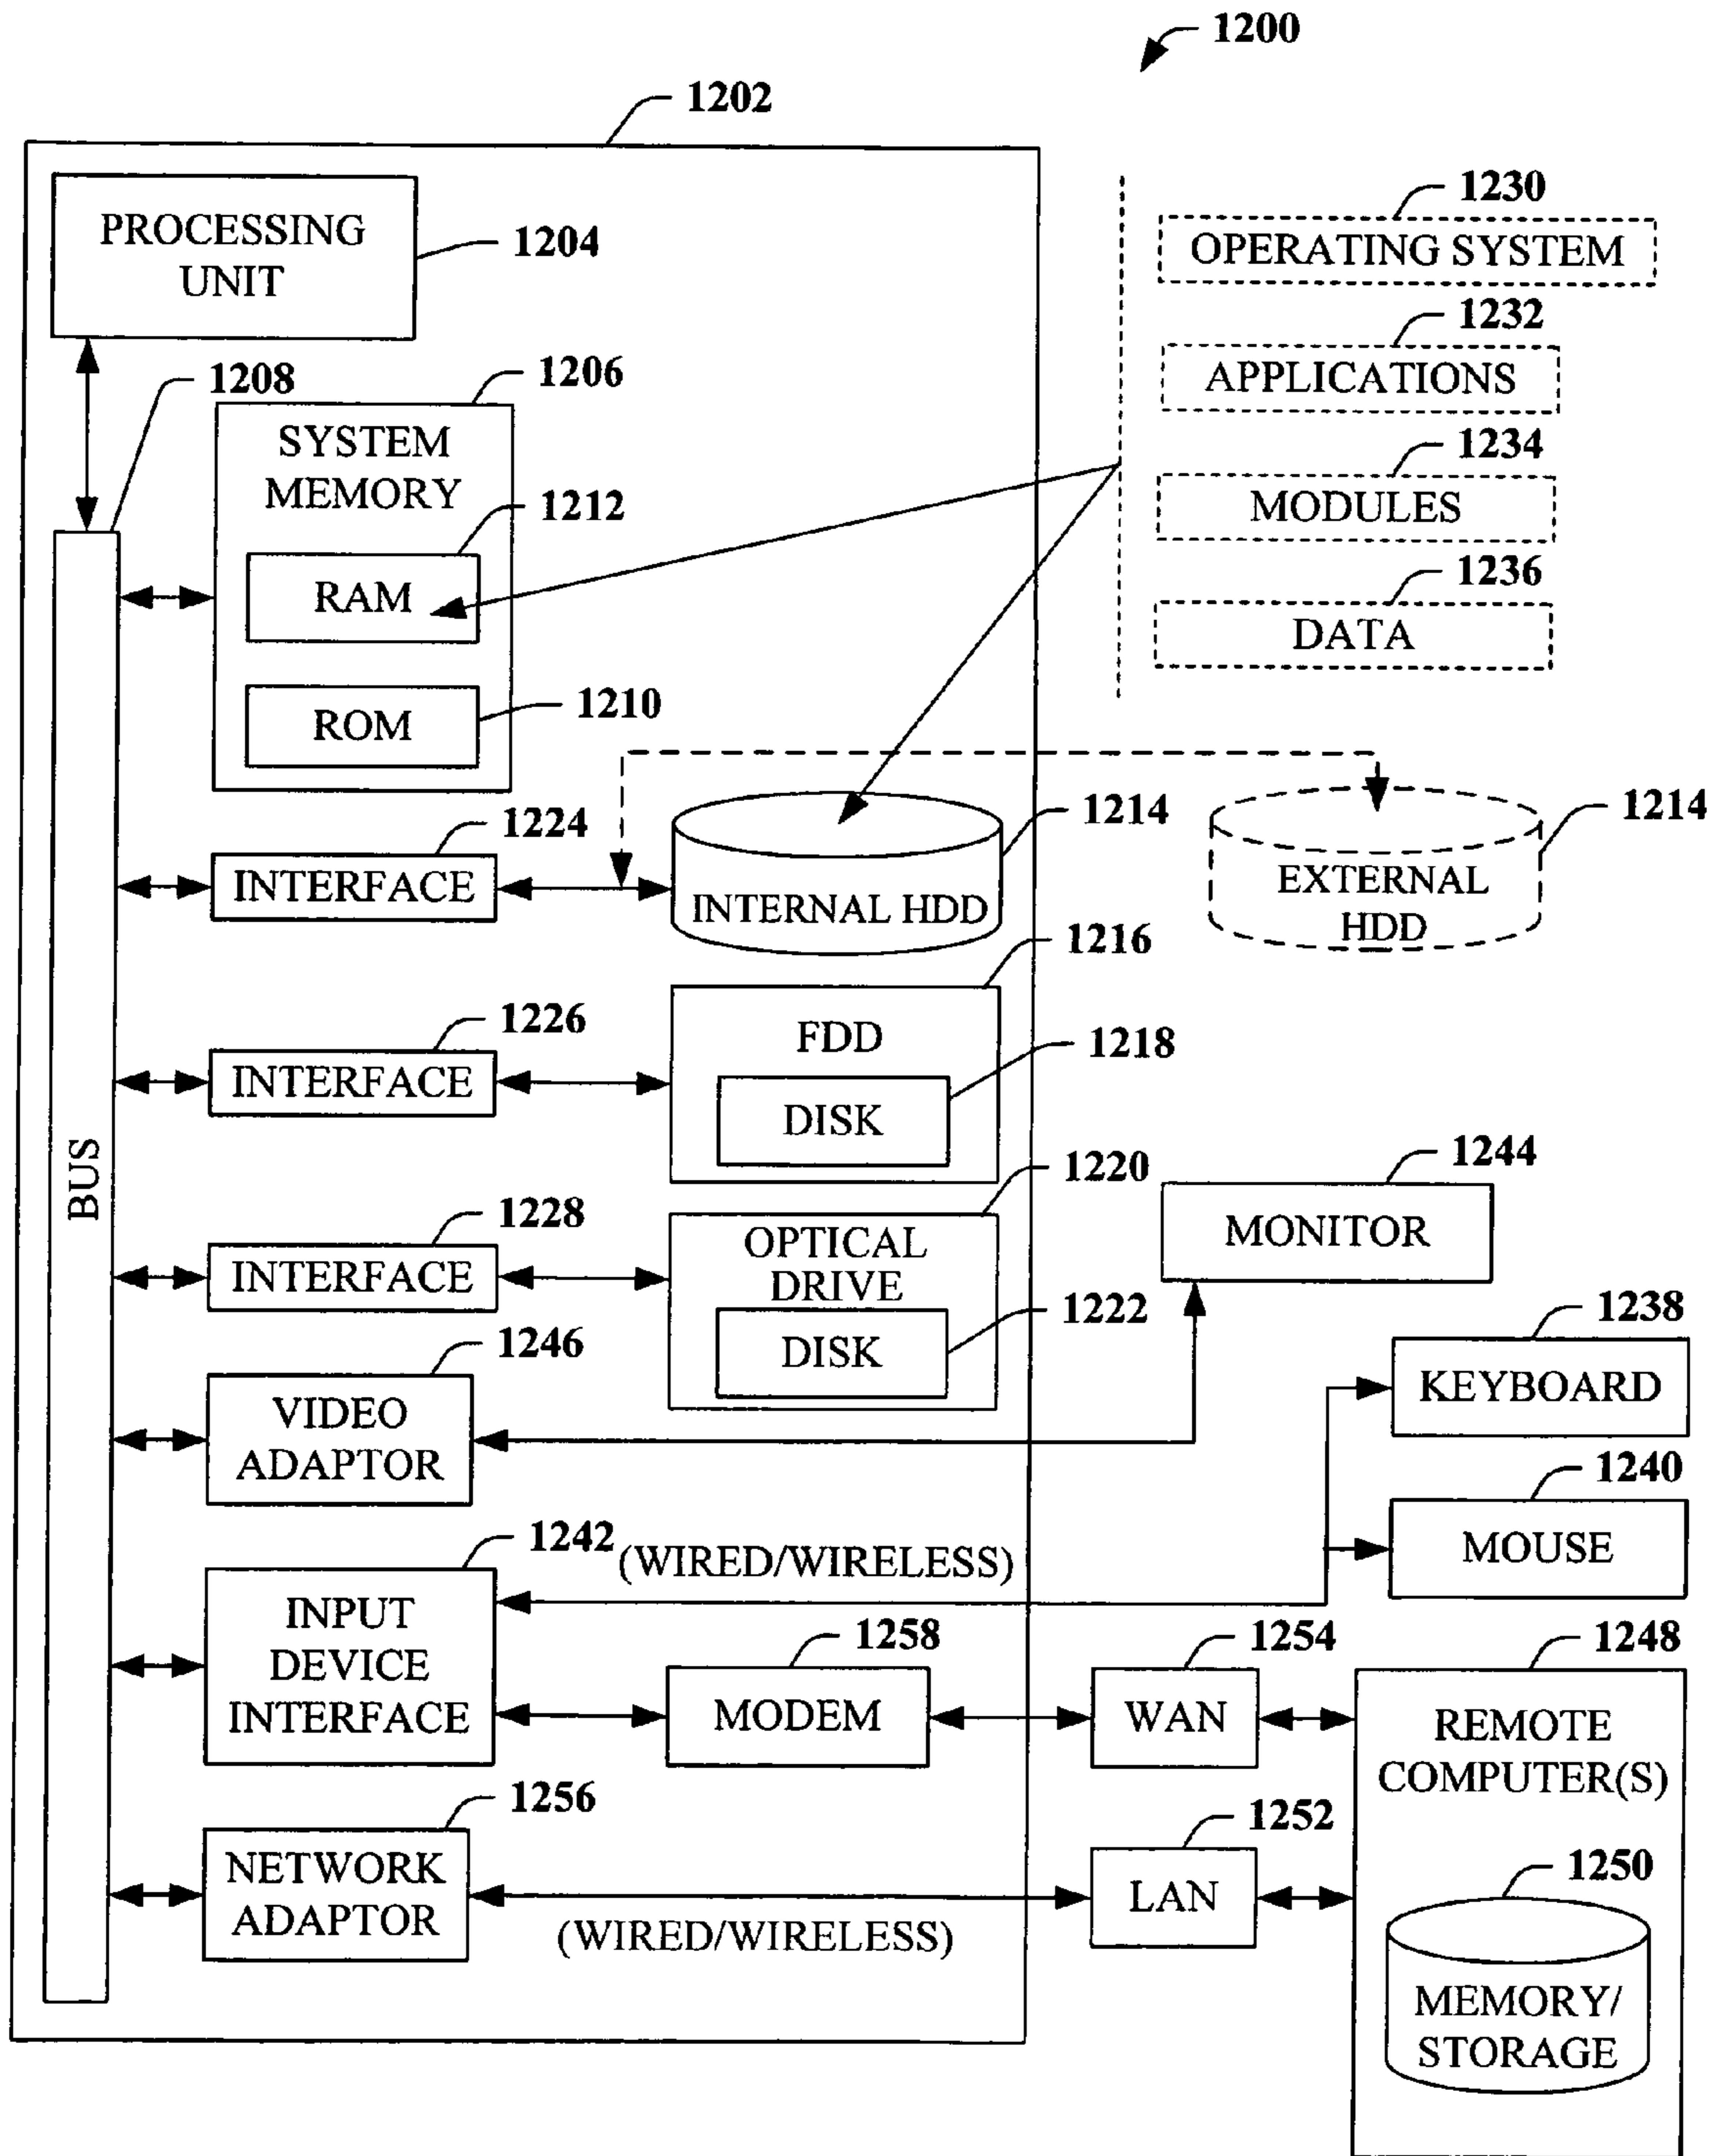 1200
1202
PROCESSING
UNIT
1204
1230
OPERATING SYSTEM
1232
APPLICATIONS
1234
MODULES
1236
DATA
1208
1206
SYSTEM
MEMORY
1212
RAM
1210
ROM
1224
INTERFACE
1214
INTERNAL HDD
1214
EXTERNAL
HDD
1216
FDD
1226
INTERFACE
1218
DISK
BUS
1220
OPTICAL
DRIVE
1228
INTERFACE
1222
DISK
1244
MONITOR
1246
VIDEO
ADAPTOR
1238
KEYBOARD
1240
MOUSE
1242
(WIRED/WIRELESS)
INPUT
DEVICE
INTERFACE
1258
MODEM
1254
WAN
1248
REMOTE
COMPUTER(S)
1256
NETWORK
ADAPTOR
(WIRED/WIRELESS)
1252
LAN
1250
MEMORY/
STORAGE